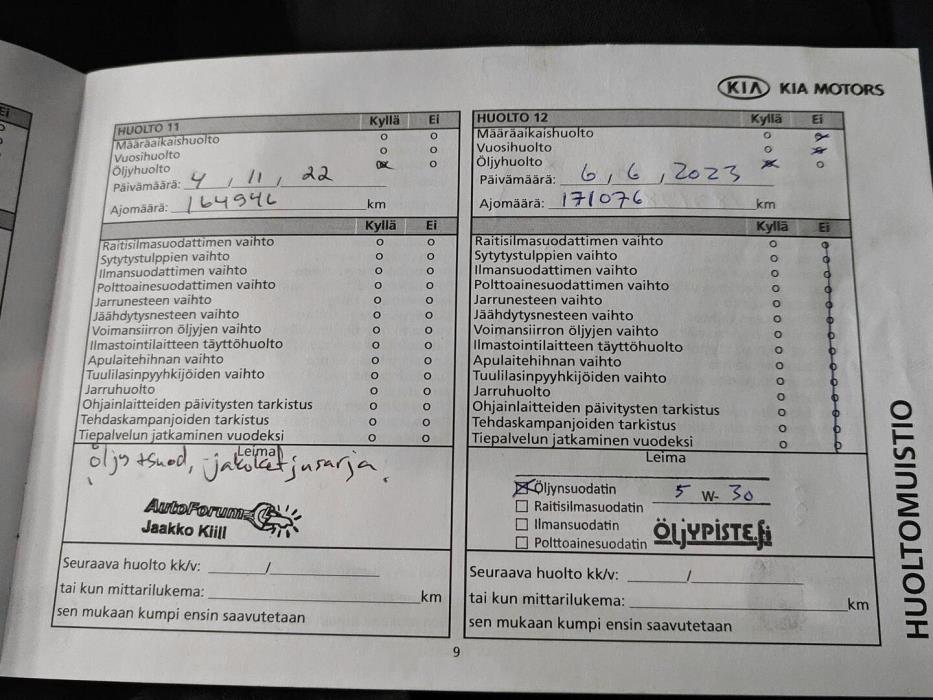 KIA KIA MOTORS
HUOLTO 11 Kyllä Ei
Määräaikaishuolto o o
Vuosihuolto o o
Öljyhuolto x o
Päivämäärä: 4 , 11 , 22
Ajomäärä: 164946 km
Kyllä Ei
Raitisilmasuodattimen vaihto o o
Sytytystulppien vaihto o o
Ilmansuodattimen vaihto o o
Polttoainesuodattimen vaihto o o
Jarrunesteen vaihto o o
Jäähdytysnesteen vaihto o o
Voimansiirron öljyjen vaihto o o
Ilmastointilaitteen täyttöhuolto o o
Apulaitehihnan vaihto o o
Tuulilasinpyyhkijöiden vaihto o o
Jarruhuolto o o
Ohjainlaitteiden päivitysten tarkistus o o
Tehdaskampanjoiden tarkistus o o
Tiepalvelun jatkaminen vuodeksi o o
Leima
öljy +suod, jakoketjusarja
AutoForum
Jaakko Kiill
Seuraava huolto kk/v: /
tai kun mittarilukema: km
sen mukaan kumpi ensin saavutetaan
HUOLTO 12 Kyllä Ei
Määräaikaishuolto o x
Vuosihuolto o x
Öljyhuolto x o
Päivämäärä: 6 , 6 , 2023
Ajomäärä: 171076 km
Kyllä Ei
Raitisilmasuodattimen vaihto o o
Sytytystulppien vaihto o o
Ilmansuodattimen vaihto o o
Polttoainesuodattimen vaihto o o
Jarrunesteen vaihto o o
Jäähdytysnesteen vaihto o o
Voimansiirron öljyjen vaihto o o
Ilmastointilaitteen täyttöhuolto o o
Apulaitehihnan vaihto o o
Tuulilasinpyyhkijöiden vaihto o o
Jarruhuolto o o
Ohjainlaitteiden päivitysten tarkistus o o
Tehdaskampanjoiden tarkistus o o
Tiepalvelun jatkaminen vuodeksi o o
Leima
☒ Öljynsuodatin 5 W- 30
☐ Raitisilmasuodatin
☐ Ilmansuodatin ÖLJYPISTE.fi
☐ Polttoainesuodatin
Seuraava huolto kk/v: /
tai kun mittarilukema: km
sen mukaan kumpi ensin saavutetaan
HUOLTOMUISTIO
9
Ei